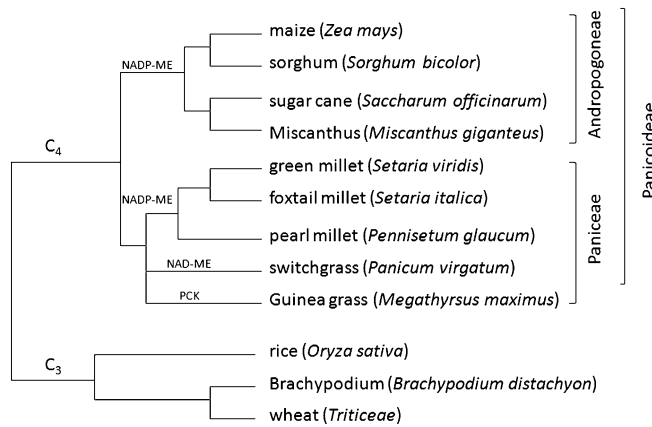 maize (Zea mays)
NADP-ME
sorghum (Sorghum bicolor)
sugar cane (Saccharum officinarum)
Miscanthus (Miscanthus giganteus)
Andropogoneae
Panicoideae
C₄
green millet (Setaria viridis)
NADP-ME
foxtail millet (Setaria italica)
pearl millet (Pennisetum glaucum)
NAD-ME
switchgrass (Panicum virgatum)
PCK
Guinea grass (Megathyrsus maximus)
Paniceae
C₃
rice (Oryza sativa)
Brachypodium (Brachypodium distachyon)
wheat (Triticeae)